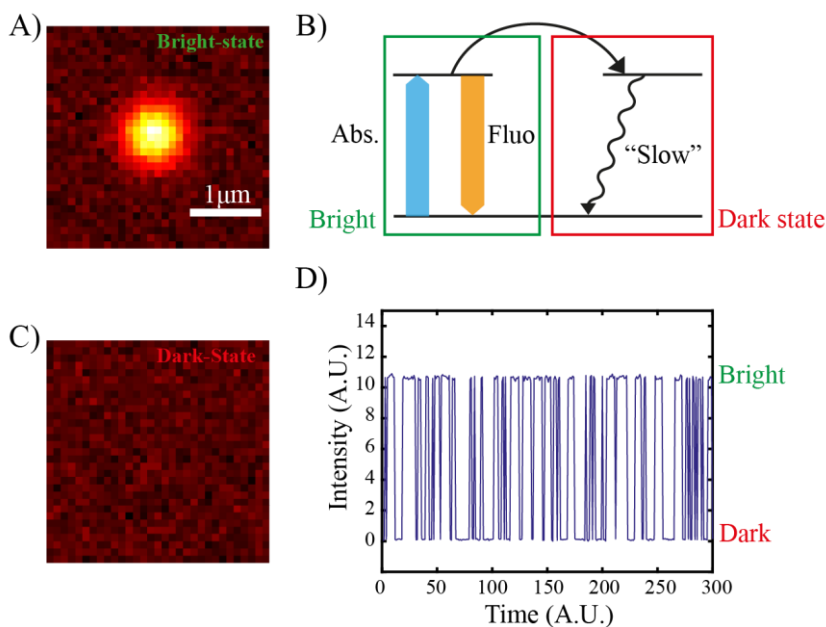 A)
Bright-state
1μm
B)
Abs.
Fluo
"Slow"
Bright
Dark state
C)
Dark-State
D)
14
12
10
8
6
4
2
0
Intensity (A.U.)
Bright
Dark
0
50
100
150
200
250
300
Time (A.U.)